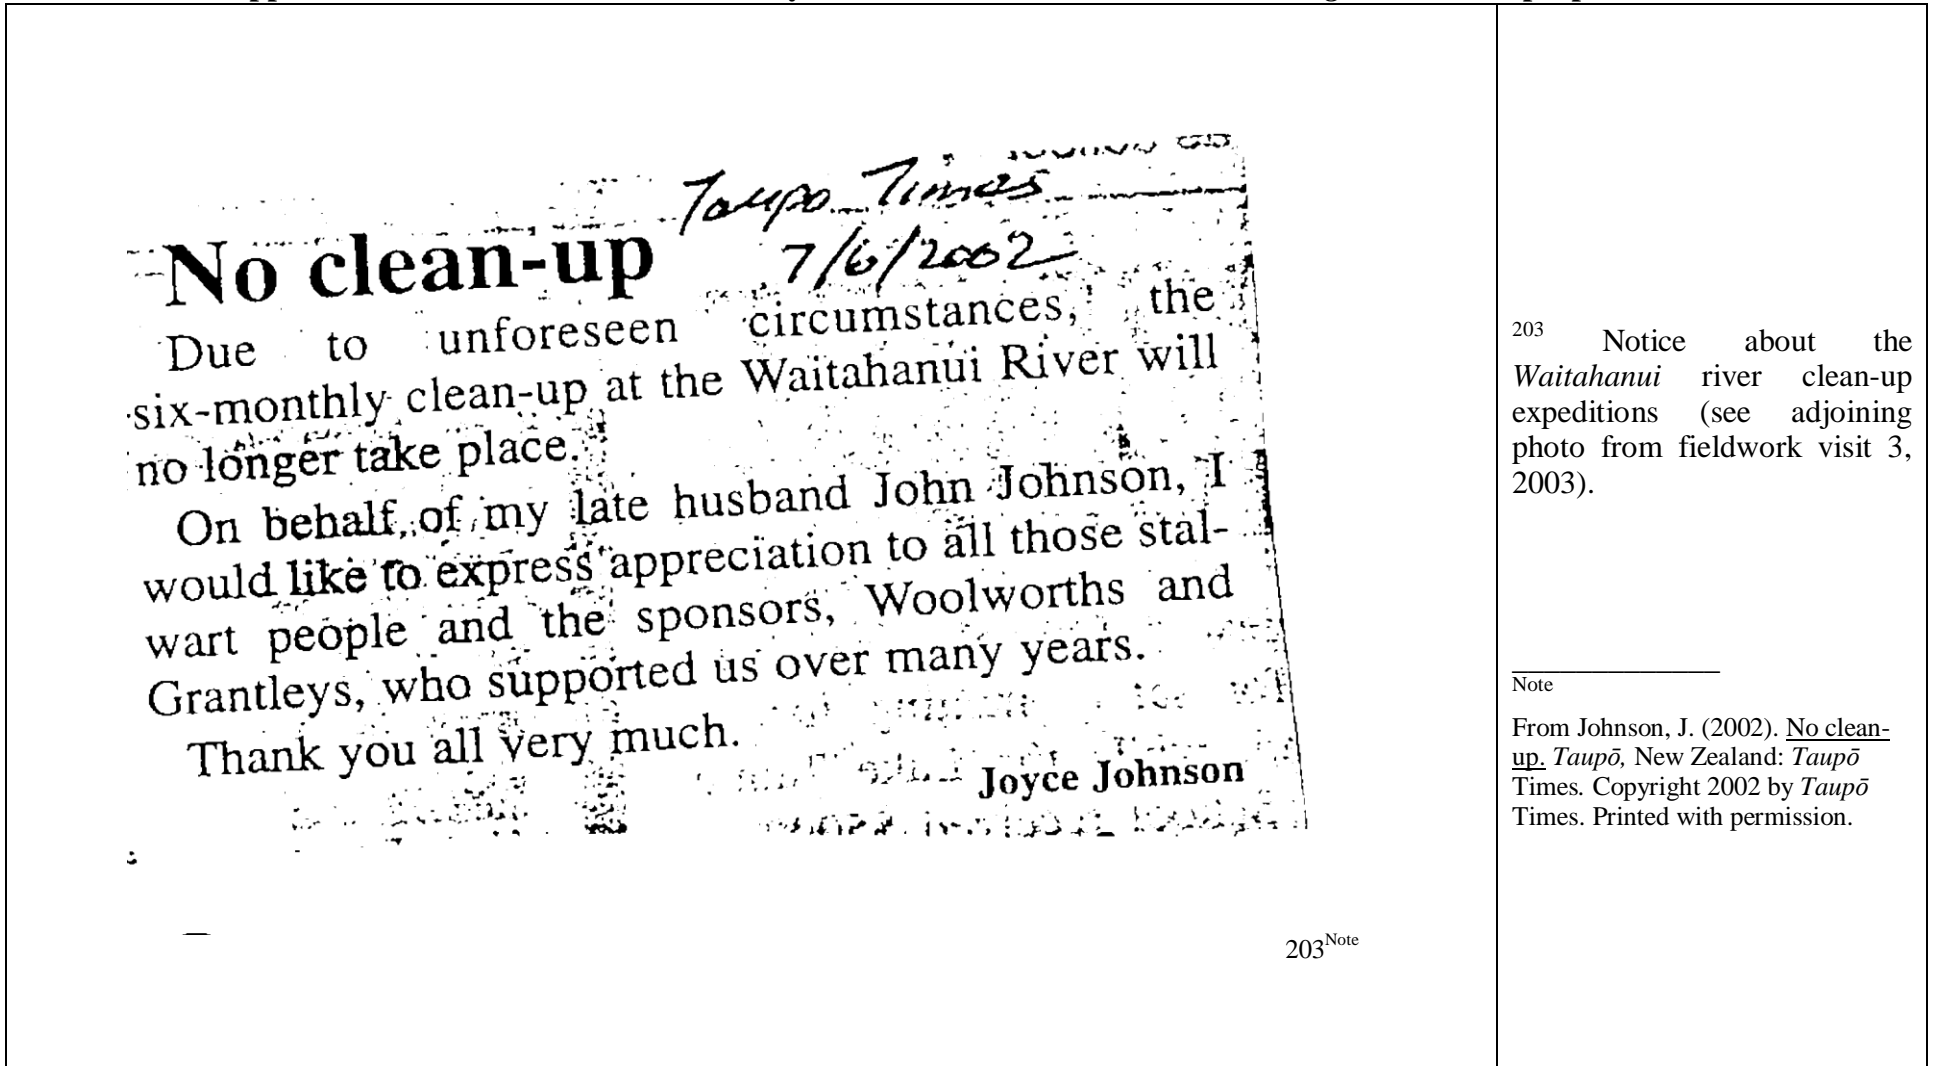 Taupo Times
7/6/2002
No clean-up
Due to unforeseen circumstances, the
six-monthly clean-up at the Waitahanui River will
no longer take place.
On behalf of my late husband John Johnson, I
would like to express appreciation to all those stal-
wart people and the sponsors, Woolworths and
Grantleys, who supported us over many years.
Thank you all very much.
Joyce Johnson
203Note
203 Notice about the
Waitahanui river clean-up
expeditions (see adjoining
photo from fieldwork visit 3,
2003).
Note
From Johnson, J. (2002). No clean-
up. Taupō, New Zealand: Taupō
Times. Copyright 2002 by Taupō
Times. Printed with permission.